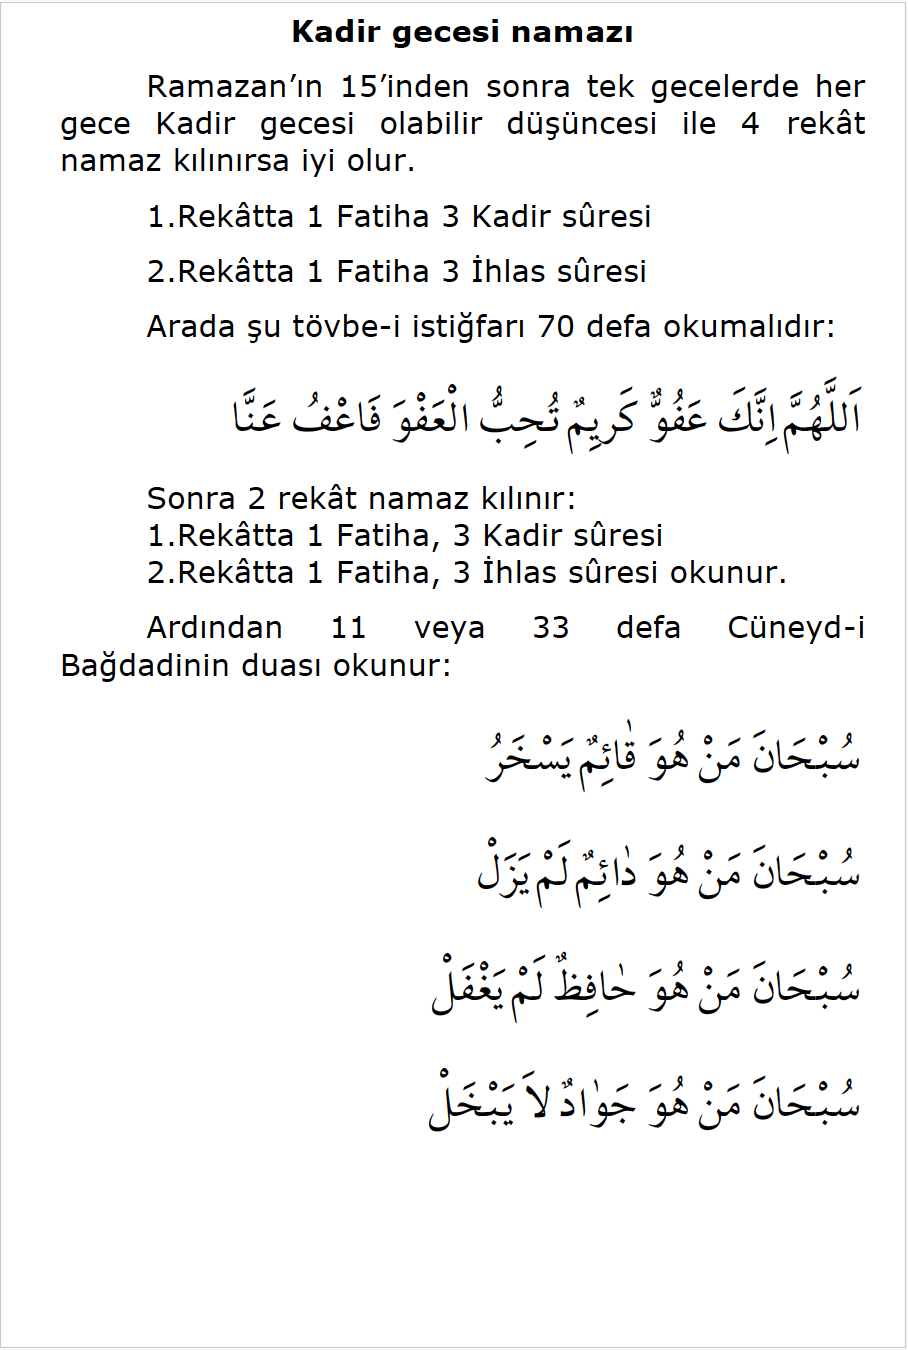 Kadir gecesi namazı
Ramazan’ın 15’inden sonra tek gecelerde her
gece Kadir gecesi olabilir düşüncesi ile 4 rekât
namaz kılınırsa iyi olur.
1.Rekâtta 1 Fatiha 3 Kadir sûresi
2.Rekâtta 1 Fatiha 3 İhlas sûresi
Arada şu tövbe-i istiğfarı 70 defa okumalıdır:
اَللَّهُمَّ اِنَّكَ عَفُوٌّ كَرِيمٌ تُحِبُّ الْعَفْوَ فَاعْفُ عَنَّا
Sonra 2 rekât namaz kılınır:
1.Rekâtta 1 Fatiha, 3 Kadir sûresi
2.Rekâtta 1 Fatiha, 3 İhlas sûresi okunur.
Ardından 11 veya 33 defa Cüneyd-i
Bağdadinin duası okunur:
سُبْحَانَ مَنْ هُوَ قٰائِمٌ يَسْخَرُ
سُبْحَانَ مَنْ هُوَ دٰائِمٌ لَمْ يَزَلْ
سُبْحَانَ مَنْ هُوَ حٰافِظٌ لَمْ يَغْفَلْ
سُبْحَانَ مَنْ هُوَ جَوٰادٌ لاَ يَبْخَلْ